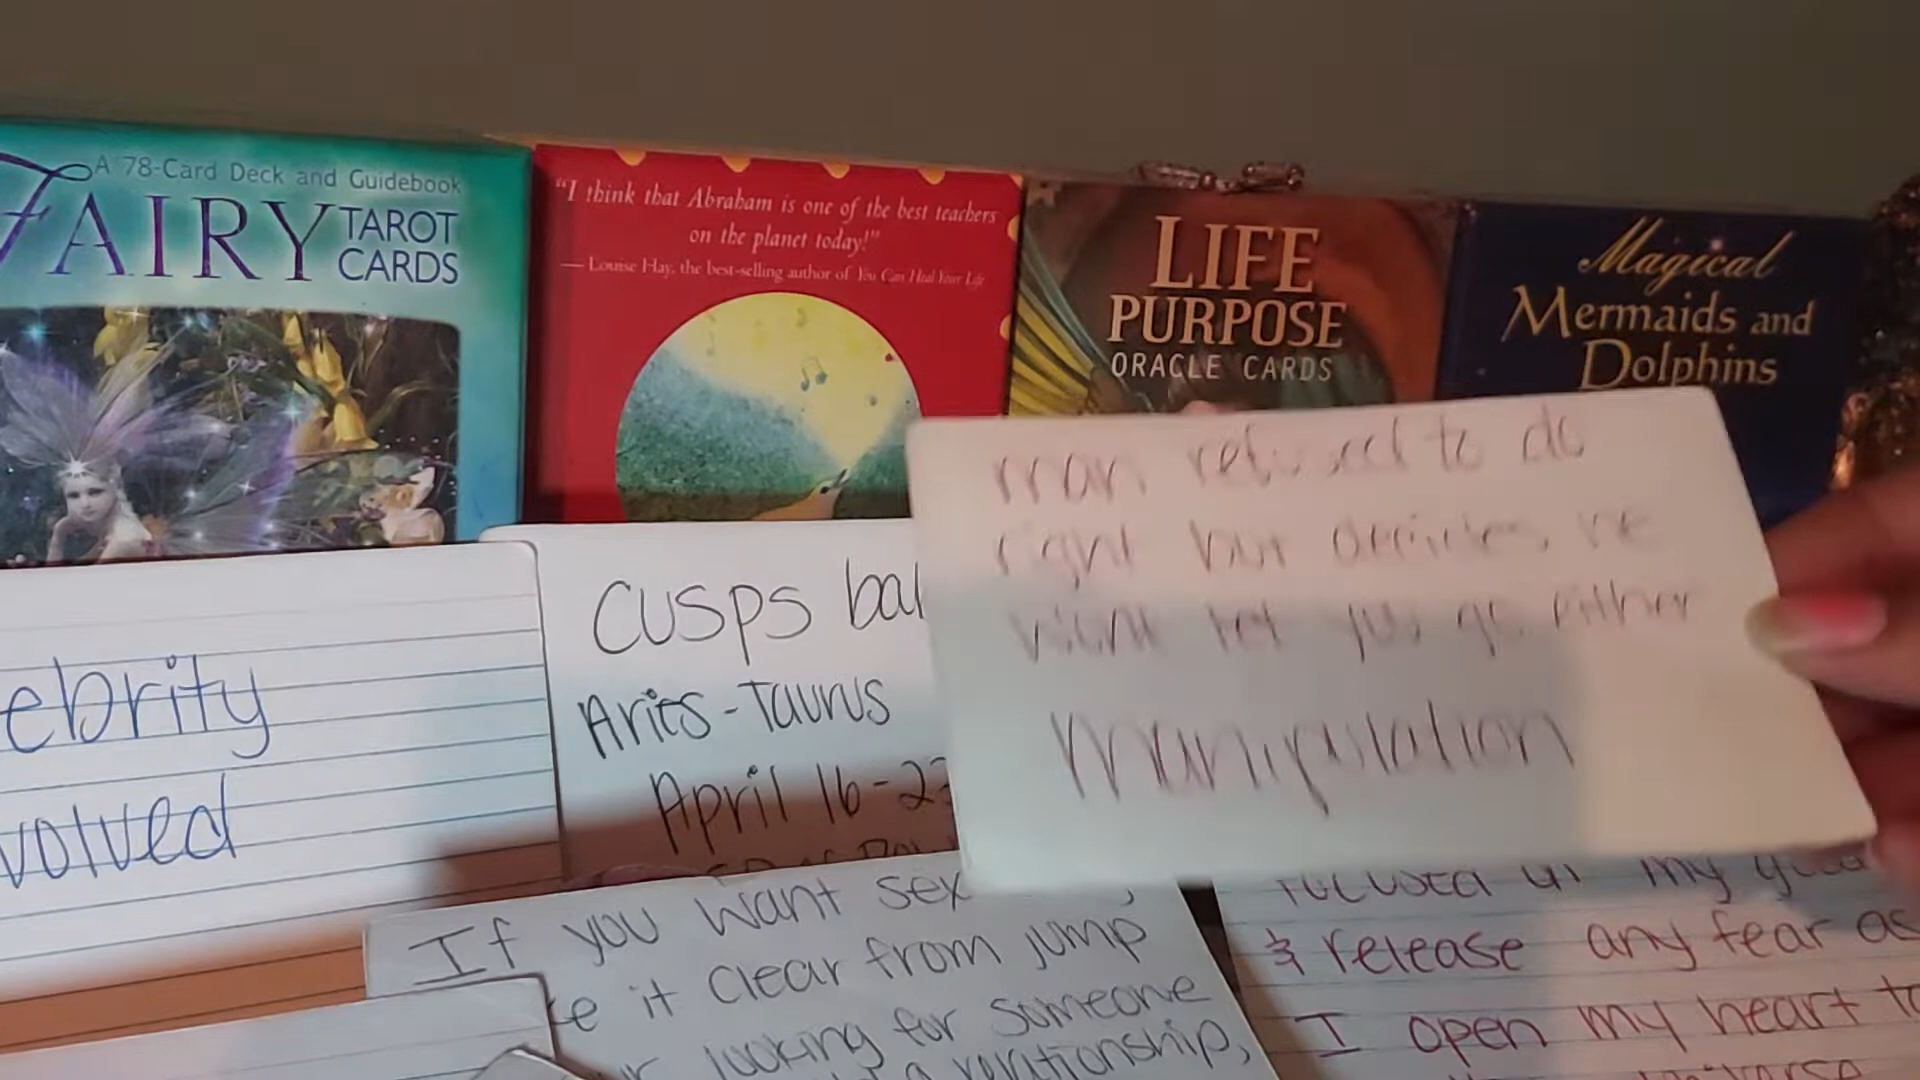 A 78-Card Deck and Guidebook
FAIRY TAROT CARDS
"I think that Abraham is one of the best teachers
on the planet today!"
— Louise Hay, the best-selling author of You Can Heal Your Life
LIFE
PURPOSE
ORACLE CARDS
Magical
Mermaids and
Dolphins
man refused to do
right but decides he
wont let you go either
manipulation
ebrity
volved
CUSPS ba
Aries-Taurus
April 16-2
If you want sex
it clear from jump
looking for someone
a relationship,
focused on my
& release any fear as
I open my heart to